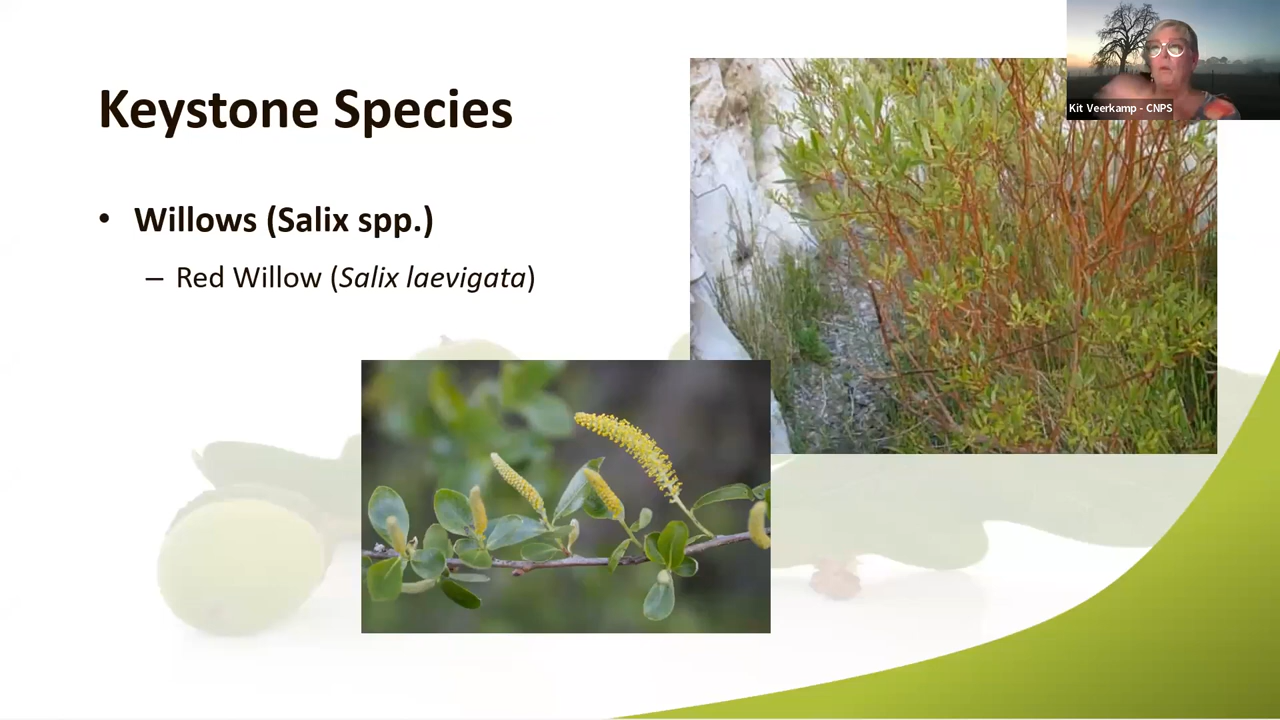 Keystone Species
• Willows (Salix spp.)
– Red Willow (Salix laevigata)
Kit Veerkamp - CNPS